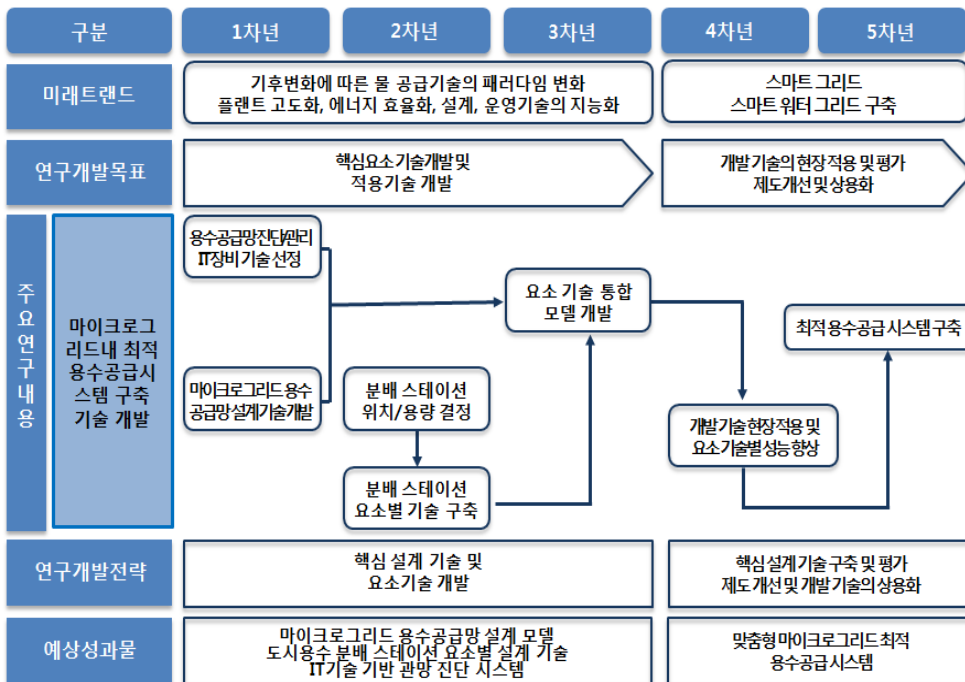 구분
1차년
2차년
3차년
4차년
5차년
미래트랜드
기후변화에 따른 물 공급기술의 패러다임 변화
플랜트 고도화, 에너지 효율화, 설계, 운영기술의 지능화
스마트 그리드
스마트 워터 그리드 구축
연구개발목표
핵심요소 기술개발 및
적용기술 개발
개발 기술의 현장 적용 및 평가
제도개선 및 상용화
주요연구내용
마이크로그
리드내 최적
용수공급시
스템 구축
기술 개발
용수공급망진단/관리
IT장비 기술 선정
마이크로그리드 용수
공급망설계기술개발
분배 스테이션
위치/용량 결정
분배 스테이션
요소별 기술 구축
요소 기술 통합
모델 개발
개발 기술 현장 적용 및
요소 기술별 성능 향상
최적 용수공급 시스템 구축
연구개발전략
핵심 설계 기술 및
요소기술 개발
핵심 설계 기술 구축 및 평가
제도 개선 및 개발 기술의 상용화
예상성과물
마이크로그리드 용수공급망 설계 모델
도시용수 분배 스테이션 요소별 설계 기술
IT기술 기반 관망 진단 시스템
맞춤형 마이크로그리드 최적
용수공급 시스템